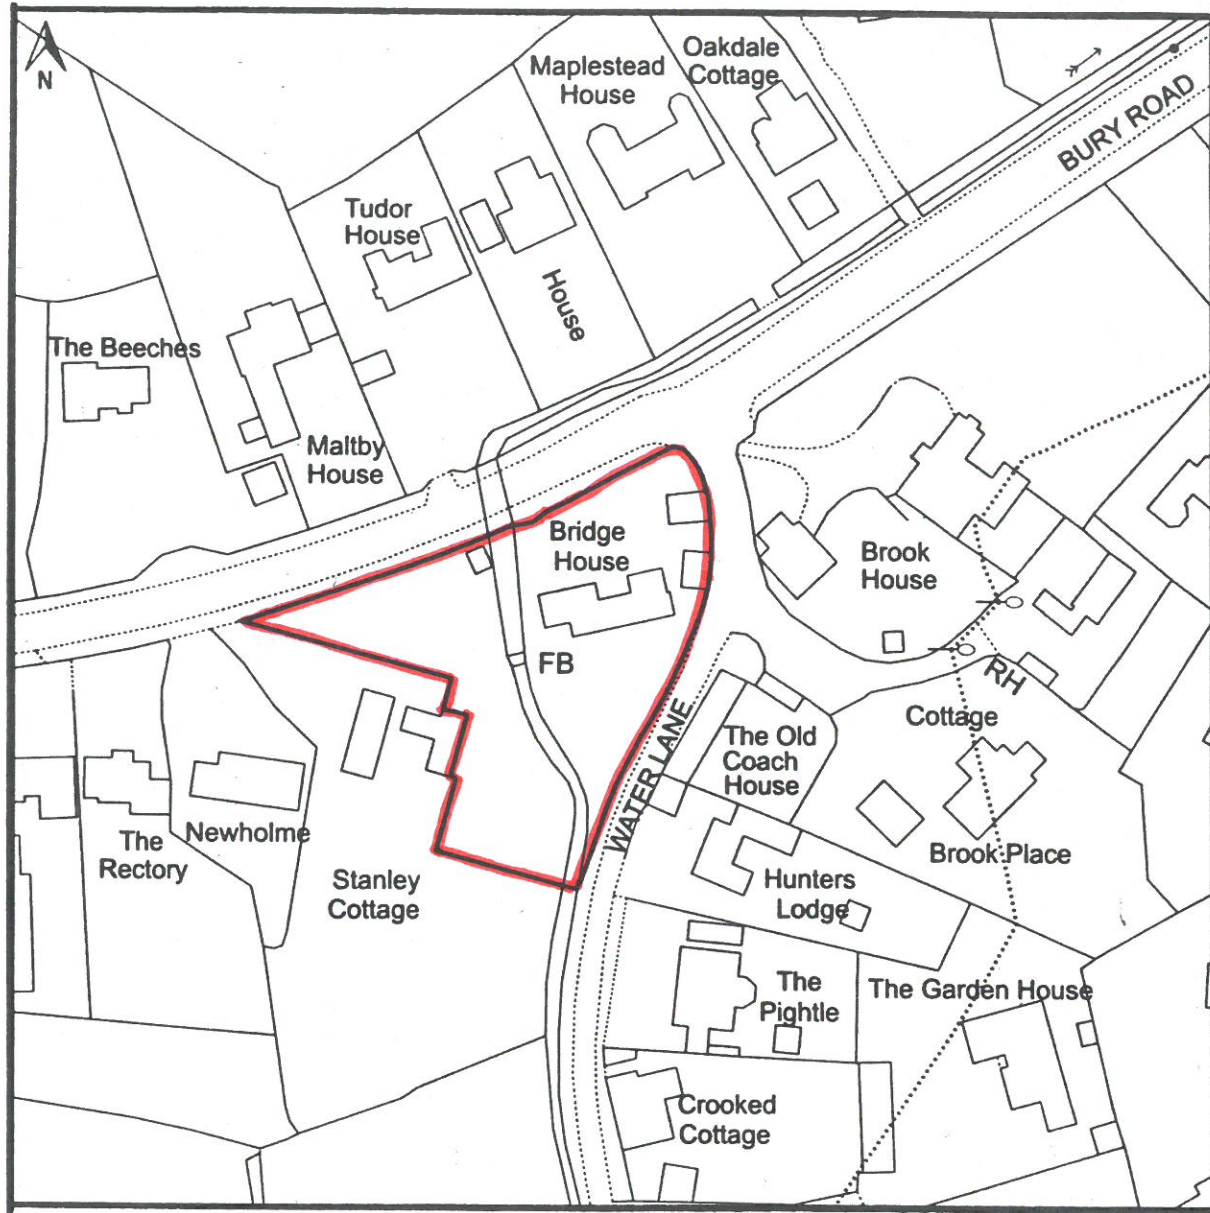 N
Oakdale
Cottage
Maplestead
House
BURY ROAD
Tudor
House
House
The Beeches
Maltby
House
Bridge
House
Brook
House
FB
RH
Cottage
WATER LANE
The Old
Coach
House
The
Rectory
Newholme
Stanley
Cottage
Brook Place
Hunters
Lodge
The
Pightle
The Garden House
Crooked
Cottage